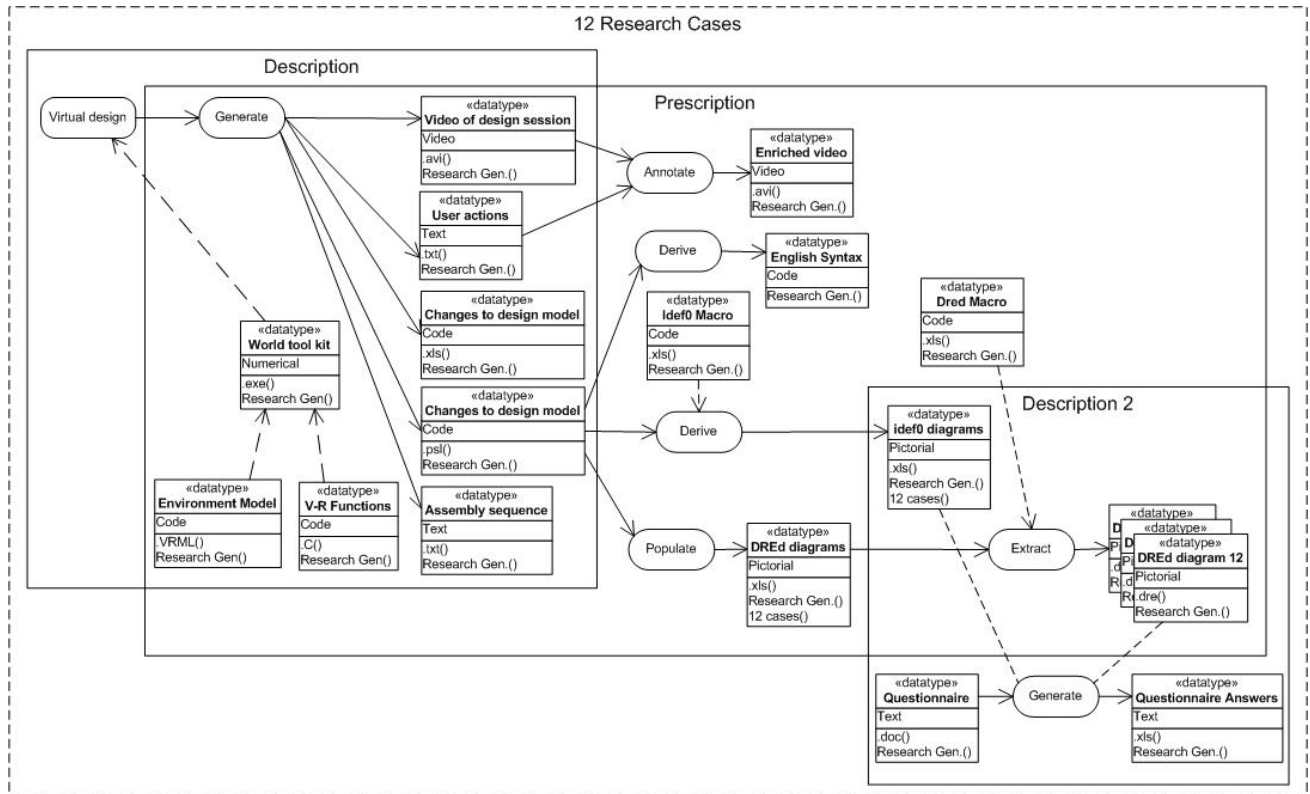 12 Research Cases
Description
Prescription
Virtual design
Generate
«datatype»
Video of design session
Video
.avi()
Research Gen.()
«datatype»
User actions
Text
.txt()
Research Gen.()
«datatype»
Changes to design model
Code
.xls()
Research Gen.()
«datatype»
Changes to design model
Code
.psl()
Research Gen.()
«datatype»
Assembly sequence
Text
.txt()
Research Gen.()
«datatype»
World tool kit
Numerical
.exe()
Research Gen()
«datatype»
Environment Model
Code
.VRML()
Research Gen()
«datatype»
V-R Functions
Code
.C()
Research Gen()
Annotate
«datatype»
Enriched video
Video
.avi()
Research Gen.()
Derive
«datatype»
English Syntax
Code
Research Gen.()
«datatype»
Idef0 Macro
Code
.xls()
Research Gen.()
Derive
«datatype»
Dred Macro
Code
.xls()
Research Gen.()
Description 2
«datatype»
idef0 diagrams
Pictorial
.xls()
Research Gen.()
12 cases()
Populate
«datatype»
DREd diagrams
Pictorial
.xls()
Research Gen.()
12 cases()
Extract
«datatype»
«datatype»
«datatype»
DREd diagram 12
Pictorial
.dre()
Research Gen.()
«datatype»
Questionnaire
Text
.doc()
Research Gen.()
Generate
«datatype»
Questionnaire Answers
Text
.xls()
Research Gen.()